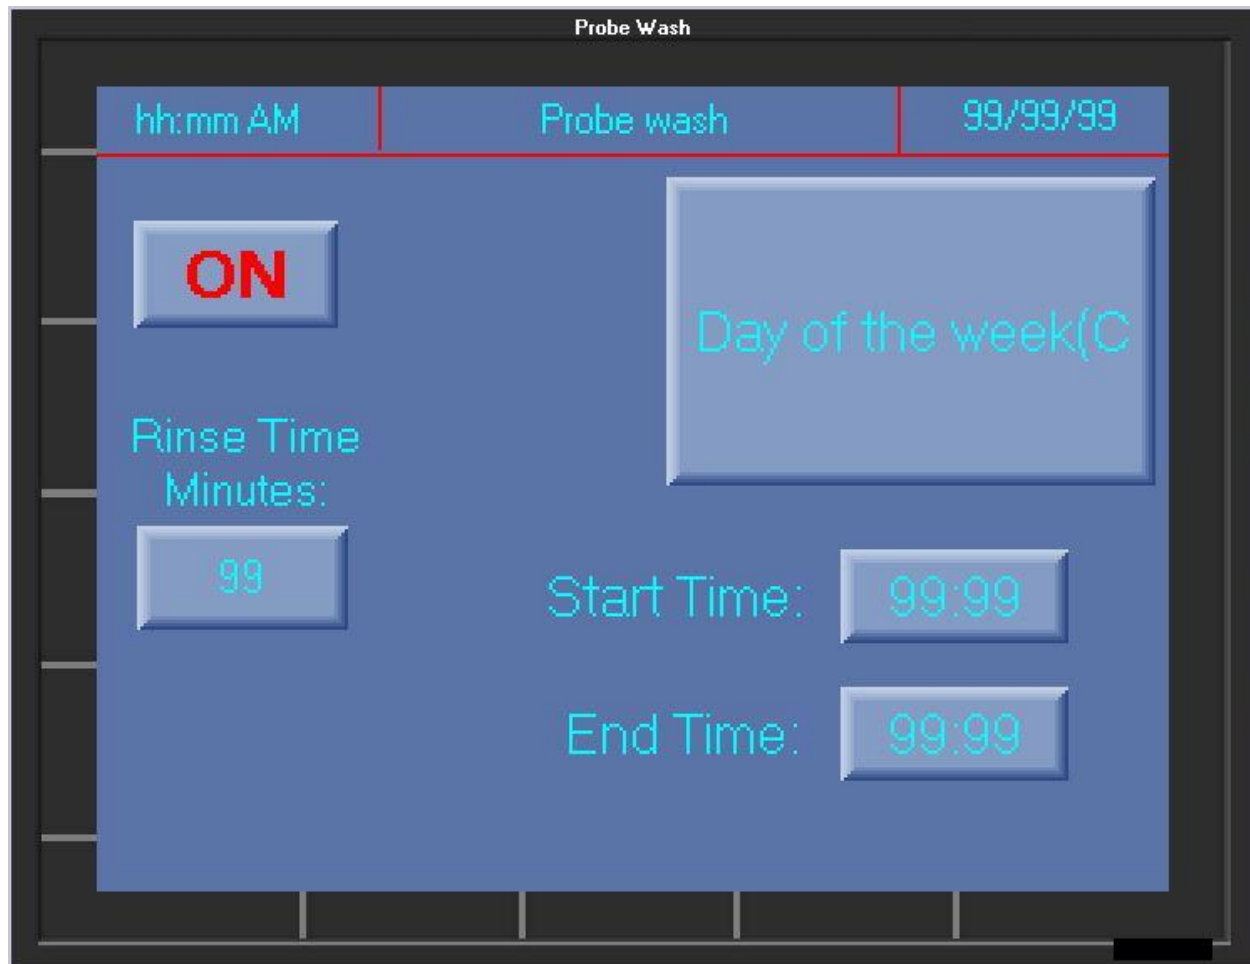 Probe Wash
hh:mm AM
Probe wash
99/99/99
ON
Day of the week(C
Rinse Time
Minutes:
99
Start Time:
99:99
End Time:
99:99